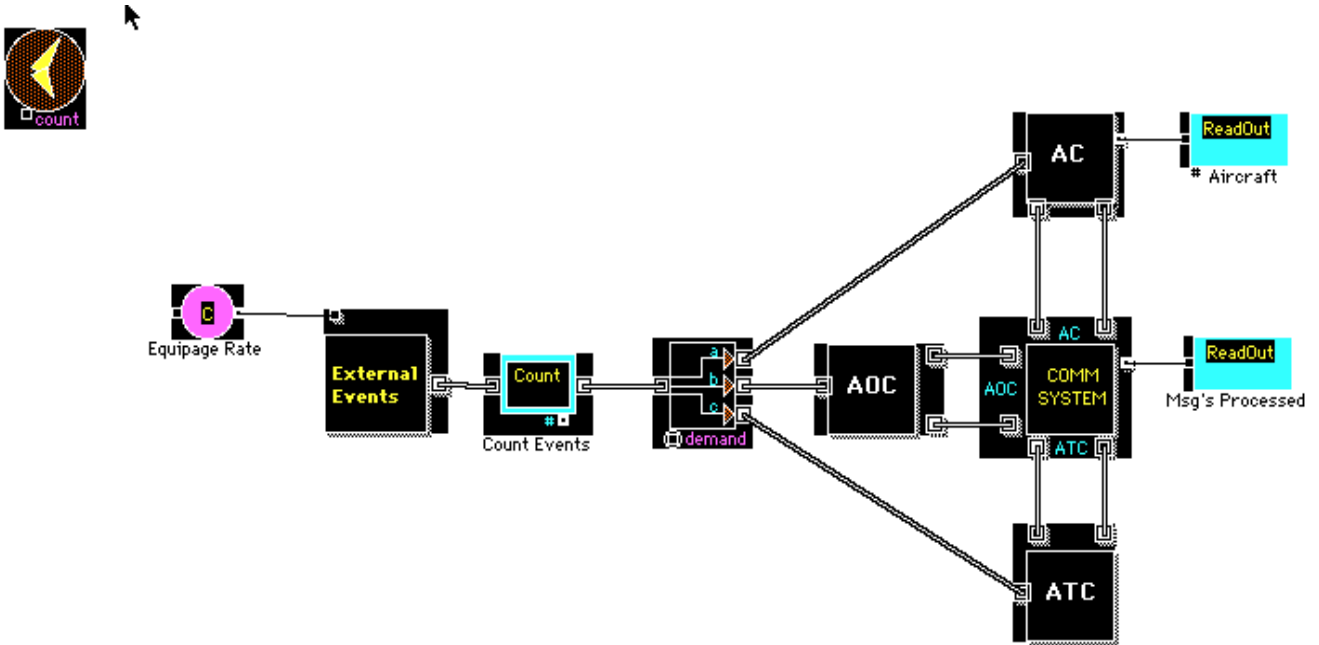 count
AC
ReadOut
# Aircraft
C
Equipage Rate
External
Events
Count
#
Count Events
a
b
c
demand
AOC
AC
AOC
COMM
SYSTEM
ATC
ReadOut
Msg's Processed
ATC